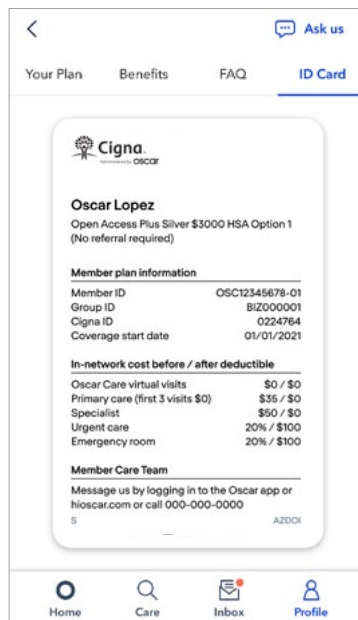 Ask us
Your Plan Benefits FAQ ID Card
Cigna.
Administered by oscar
Oscar Lopez
Open Access Plus Silver $3000 HSA Option 1
(No referral required)
Member plan information
Member ID OSC12345678-01
Group ID BIZ000001
Cigna ID 0224764
Coverage start date 01/01/2021
In-network cost before / after deductible
Oscar Care virtual visits $0 / $0
Primary care (first 3 visits $0) $35 / $0
Specialist $50 / $0
Urgent care 20% / $100
Emergency room 20% / $100
Member Care Team
Message us by logging in to the Oscar app or
hioscar.com or call 000-000-0000
S AZDOI
Home Care Inbox Profile